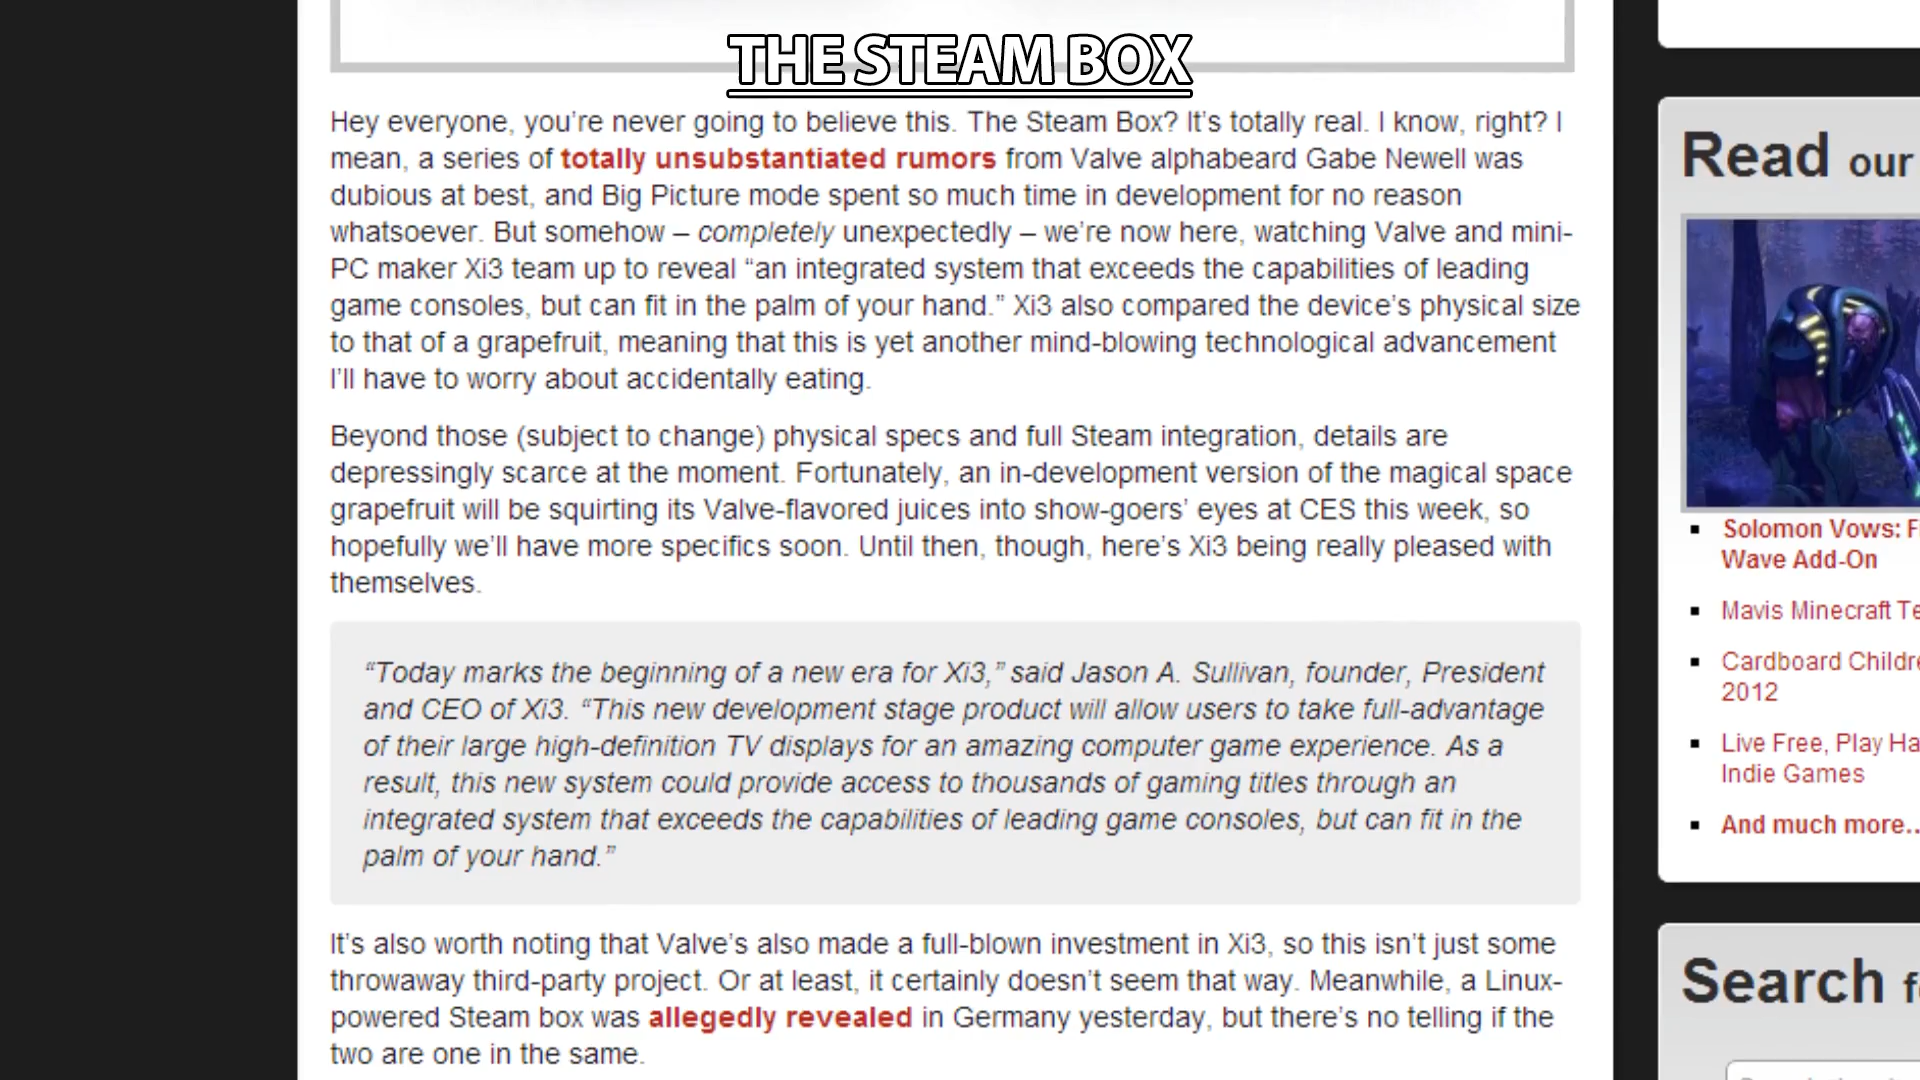 THE STEAM BOX
Hey everyone, you’re never going to believe this. The Steam Box? It’s totally real. I know, right? I
mean, a series of totally unsubstantiated rumors from Valve alphabeard Gabe Newell was
dubious at best, and Big Picture mode spent so much time in development for no reason
whatsoever. But somehow – completely unexpectedly – we’re now here, watching Valve and mini-
PC maker Xi3 team up to reveal “an integrated system that exceeds the capabilities of leading
game consoles, but can fit in the palm of your hand.” Xi3 also compared the device’s physical size
to that of a grapefruit, meaning that this is yet another mind-blowing technological advancement
I’ll have to worry about accidentally eating.
Beyond those (subject to change) physical specs and full Steam integration, details are
depressingly scarce at the moment. Fortunately, an in-development version of the magical space
grapefruit will be squirting its Valve-flavored juices into show-goers’ eyes at CES this week, so
hopefully we’ll have more specifics soon. Until then, though, here’s Xi3 being really pleased with
themselves.
“Today marks the beginning of a new era for Xi3,” said Jason A. Sullivan, founder, President
and CEO of Xi3. “This new development stage product will allow users to take full-advantage
of their large high-definition TV displays for an amazing computer game experience. As a
result, this new system could provide access to thousands of gaming titles through an
integrated system that exceeds the capabilities of leading game consoles, but can fit in the
palm of your hand.”
It’s also worth noting that Valve’s also made a full-blown investment in Xi3, so this isn’t just some
throwaway third-party project. Or at least, it certainly doesn’t seem that way. Meanwhile, a Linux-
powered Steam box was allegedly revealed in Germany yesterday, but there’s no telling if the
two are one in the same.
Read our
Solomon Vows: F
Wave Add-On
Mavis Minecraft Te
Cardboard Childre
2012
Live Free, Play Ha
Indie Games
And much more..
Search f